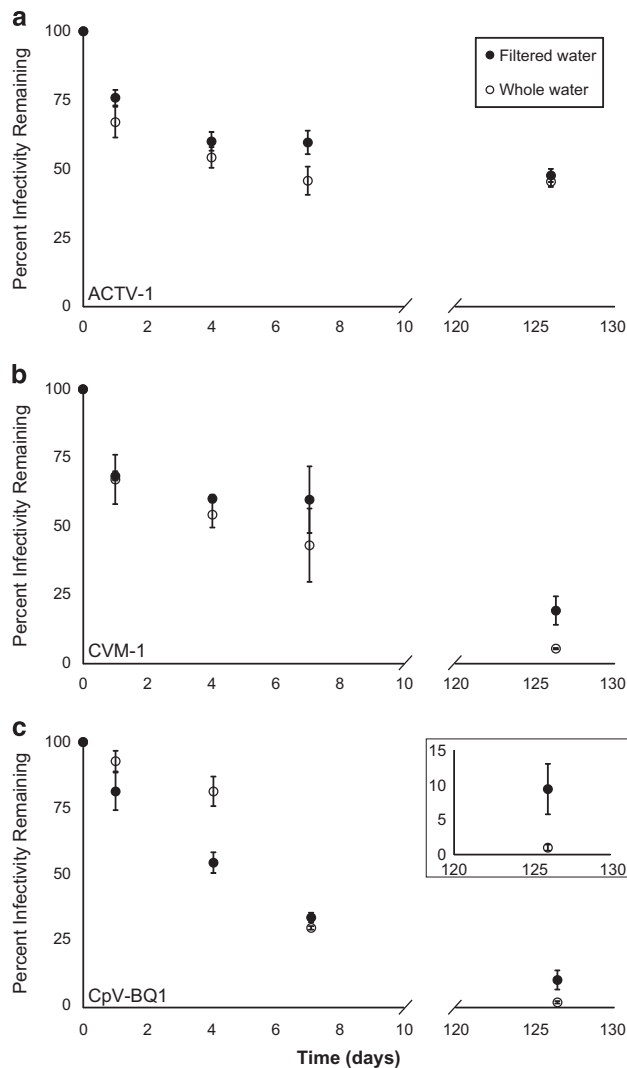 a
Percent Infectivity Remaining
100
75
50
25
0
Filtered water
Whole water
ACTV-1
0 2 4 6 8 10 120 125 130
b
Percent Infectivity Remaining
100
75
50
25
0
CVM-1
0 2 4 6 8 10 120 125 130
c
Percent Infectivity Remaining
100
75
50
25
0
15
10
5
0
120 125 130
CpV-BQ1
0 2 4 6 8 10 120 125 130
Time (days)